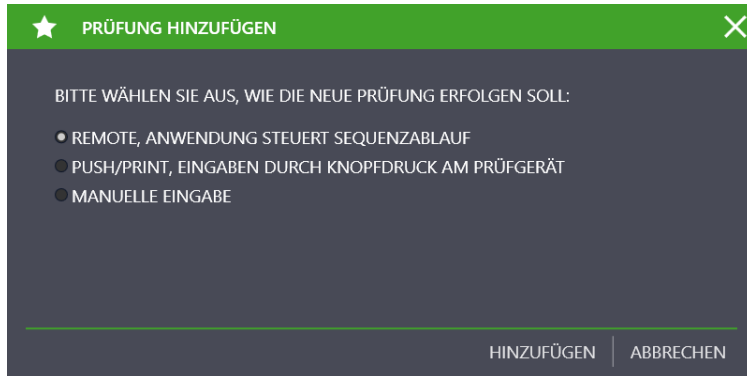 PRÜFUNG HINZUFÜGEN
BITTE WÄHLEN SIE AUS, WIE DIE NEUE PRÜFUNG ERFOLGEN SOLL:
REMOTE, ANWENDUNG STEUERT SEQUENZABLAUF
PUSH/PRINT, EINGABEN DURCH KNOPFDRUCK AM PRÜFGERÄT
MANUELLE EINGABE
HINZUFÜGEN ABBRECHEN